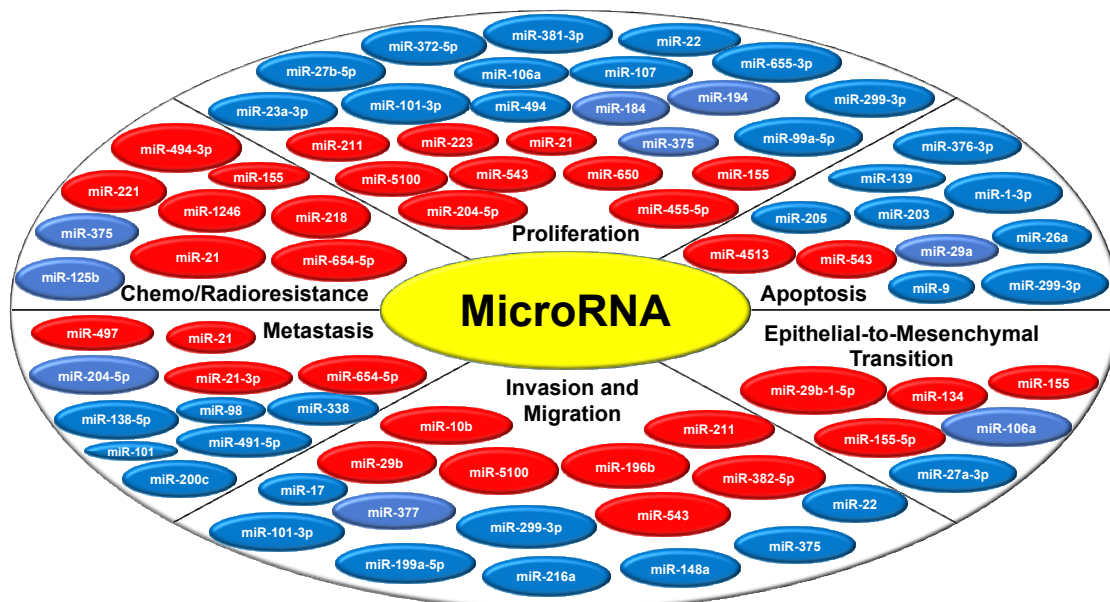 miR-381-3p
miR-22
miR-372-5p
miR-655-3p
miR-27b-5p
miR-106a
miR-107
miR-194
miR-299-3p
miR-23a-3p
miR-101-3p
miR-494
miR-184
miR-99a-5p
miR-211
miR-223
miR-21
miR-375
miR-5100
miR-543
miR-650
miR-155
miR-204-5p
miR-455-5p
Proliferation
miR-494-3p
miR-155
miR-221
miR-1246
miR-218
miR-375
miR-21
miR-654-5p
miR-125b
Chemo/Radioresistance
miR-376-3p
miR-139
miR-1-3p
miR-205
miR-203
miR-26a
miR-4513
miR-543
miR-29a
miR-9
miR-299-3p
Apoptosis
MicroRNA
Metastasis
miR-497
miR-21
miR-204-5p
miR-21-3p
miR-654-5p
miR-138-5p
miR-98
miR-338
miR-101
miR-491-5p
miR-200c
Invasion and
Migration
miR-10b
miR-211
miR-29b
miR-5100
miR-196b
miR-382-5p
miR-17
miR-377
miR-299-3p
miR-543
miR-22
miR-101-3p
miR-375
miR-199a-5p
miR-216a
miR-148a
Epithelial-to-Mesenchymal
Transition
miR-29b-1-5p
miR-134
miR-155
miR-155-5p
miR-106a
miR-27a-3p